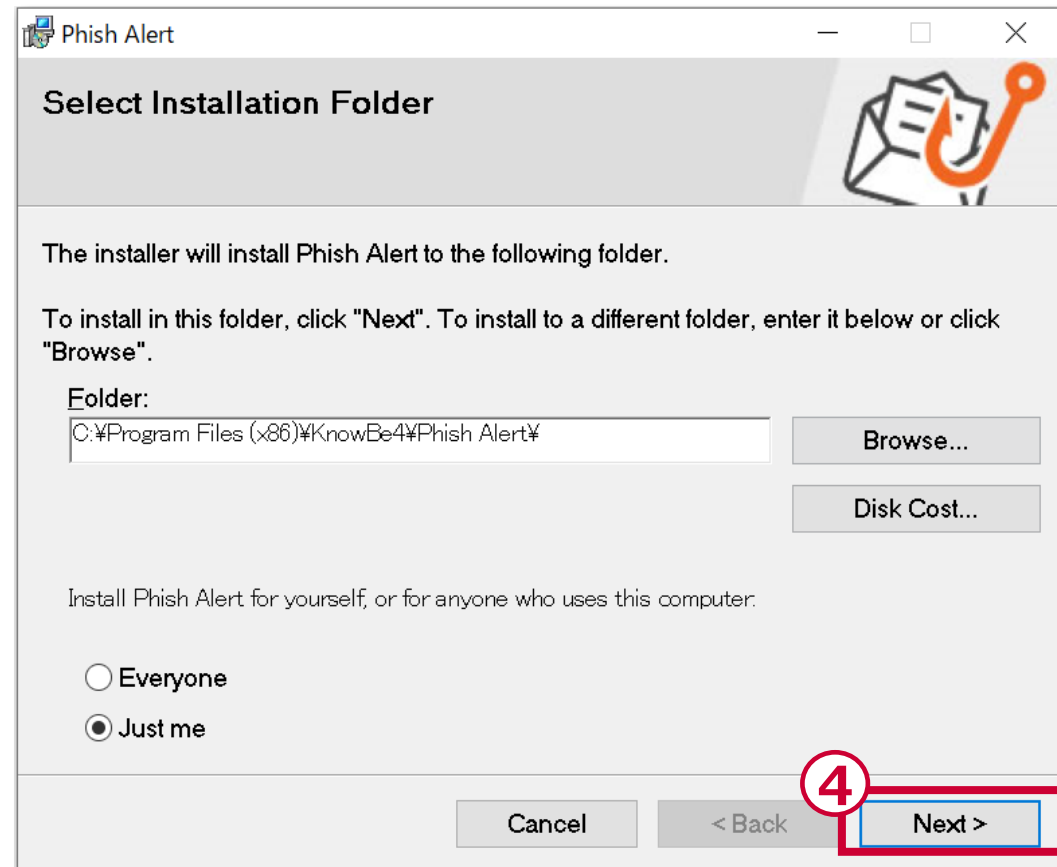 Phish Alert
Select Installation Folder
The installer will install Phish Alert to the following folder.
To install in this folder, click "Next". To install to a different folder, enter it below or click
"Browse".
Folder:
C:¥Program Files (x86)¥KnowBe4¥Phish Alert¥
Browse...
Disk Cost...
Install Phish Alert for yourself, or for anyone who uses this computer:
Everyone
Just me
④
Cancel
< Back
Next >